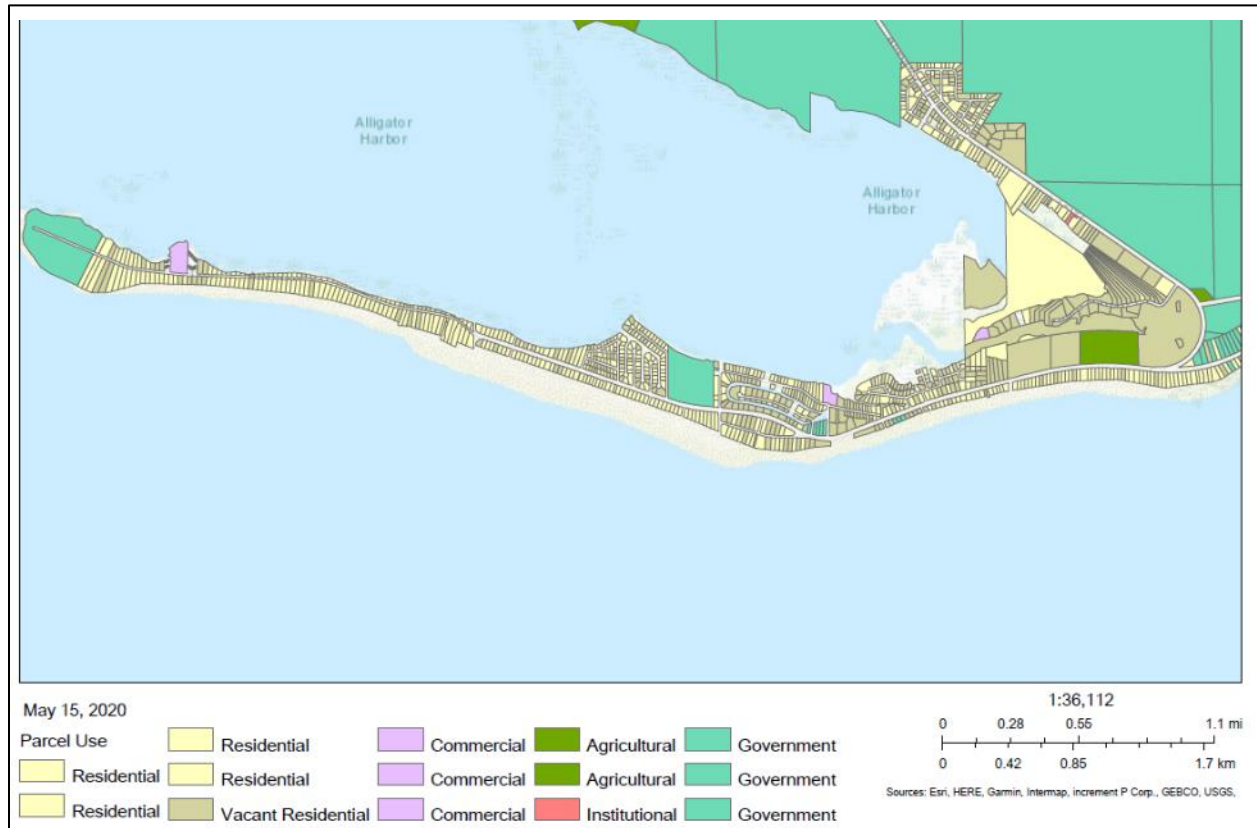 Alligator
Harbor
Alligator
Harbor
May 15, 2020
Parcel Use
Residential
Residential
Residential
Residential
Vacant Residential
Commercial
Commercial
Commercial
Agricultural
Agricultural
Institutional
Government
Government
Government
1:36,112
0 0.28 0.55 1.1 mi
0 0.42 0.85 1.7 km
Sources: Esri, HERE, Garmin, Intermap, increment P Corp., GEBCO, USGS,